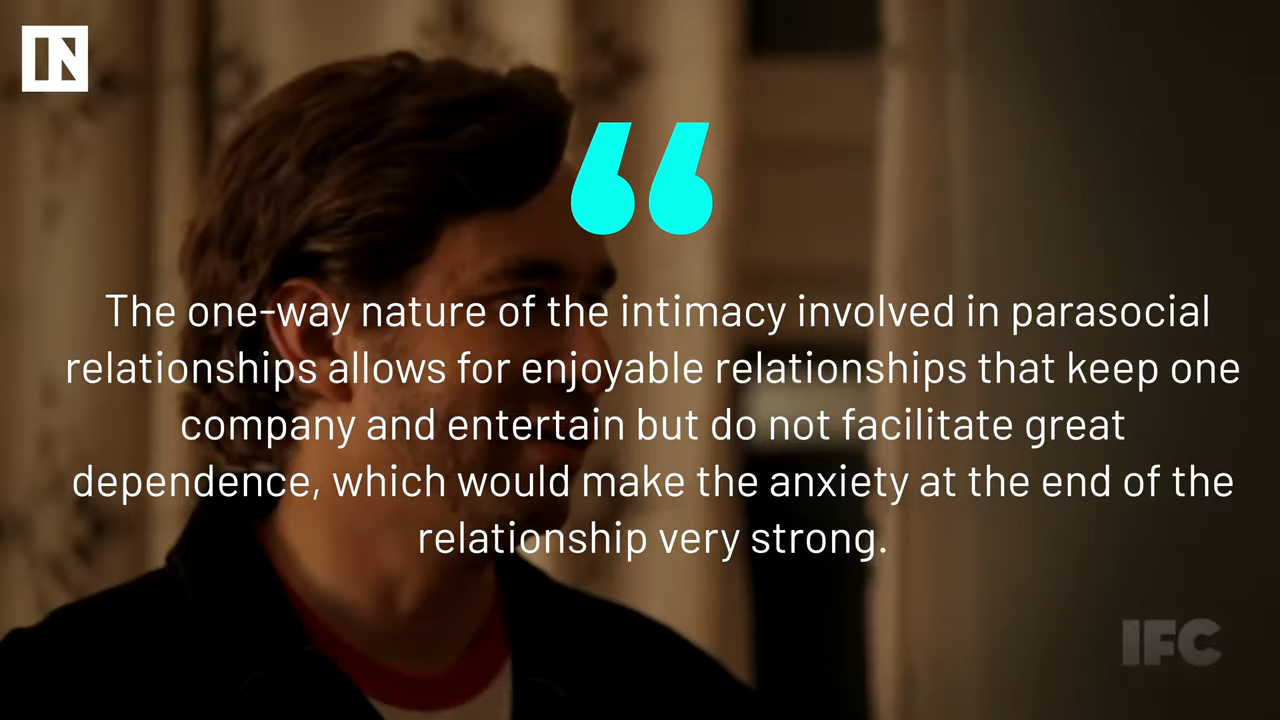 IN
“
The one-way nature of the intimacy involved in parasocial
relationships allows for enjoyable relationships that keep one
company and entertain but do not facilitate great
dependence, which would make the anxiety at the end of the
relationship very strong.
IFC